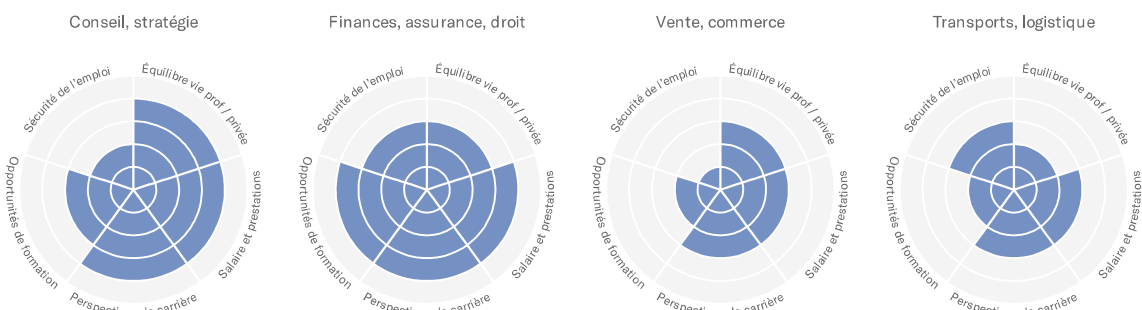 Conseil, stratégie
Finances, assurance, droit
Vente, commerce
Transports, logistique
Sécurité de l'emploi
Équilibre vie prof / privée
Salaire et prestations
Opportunités de formation
Sécurité de l'emploi
Équilibre vie prof / privée
Salaire et prestations
Opportunités de formation
Sécurité de l'emploi
Équilibre vie prof / privée
Salaire et prestations
Opportunités de formation
Sécurité de l'emploi
Équilibre vie prof / privée
Salaire et prestations
Opportunités de formation